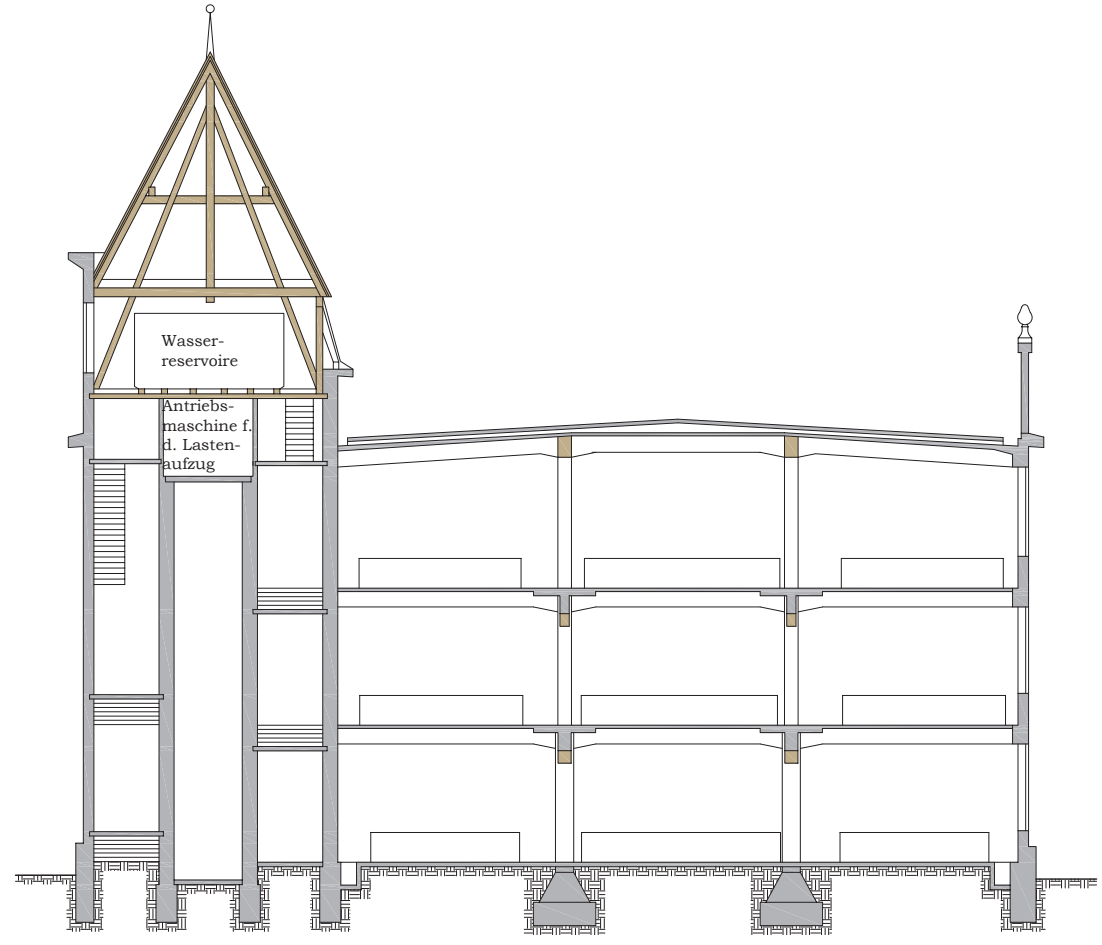 Wasser-
reservoire
Antriebs-
maschine f.
d. Lasten-
aufzug